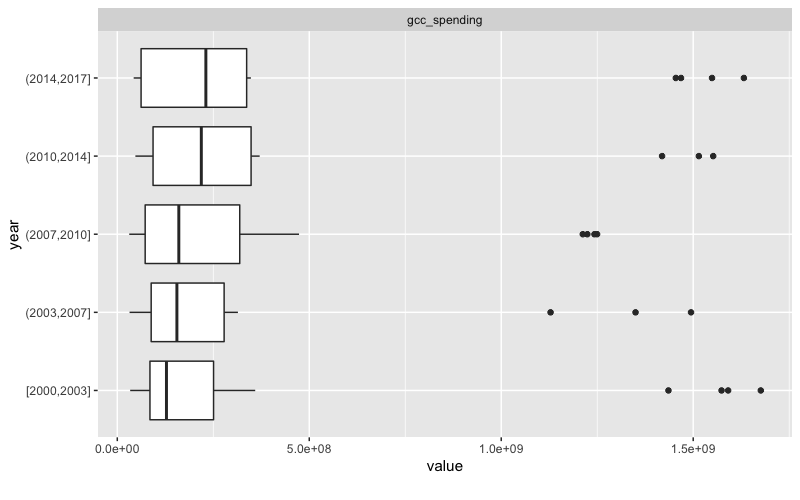 gcc_spending
(2014,2017]
(2010,2014]
(2007,2010]
(2003,2007]
[2000,2003]
year
0.0e+00 5.0e+08 1.0e+09 1.5e+09
value